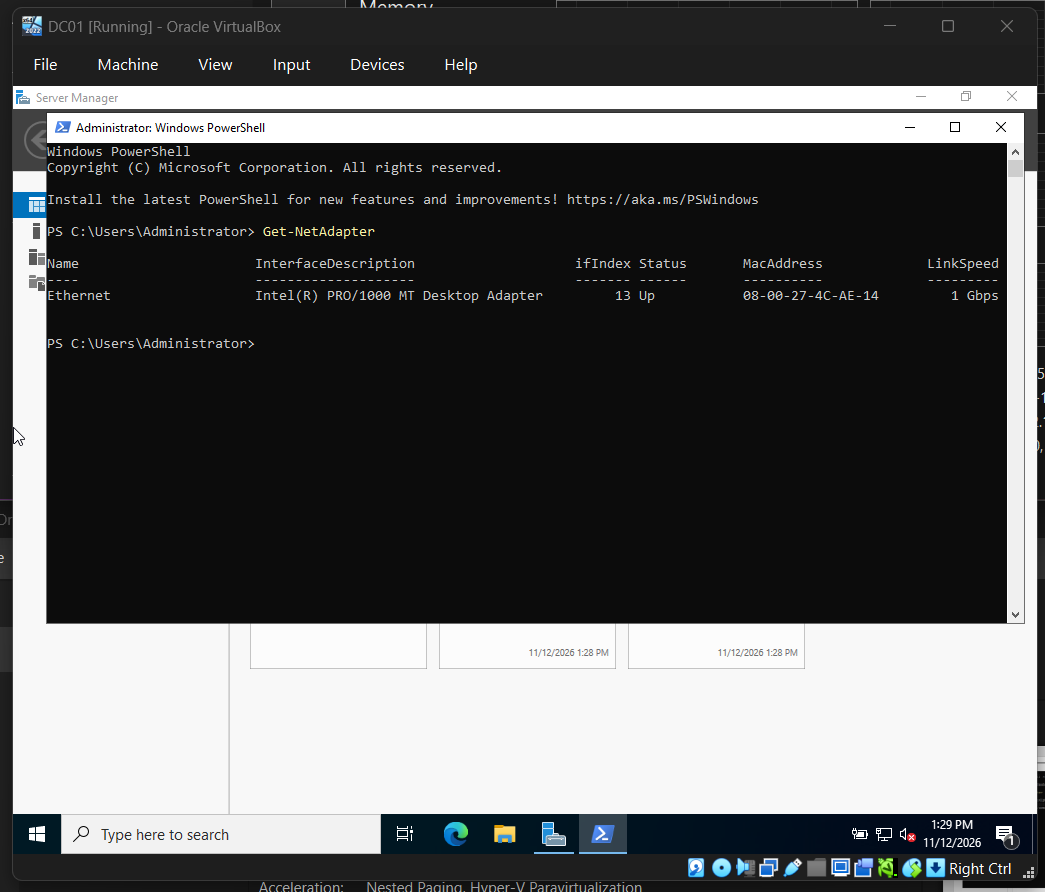 Memory
DC01 [Running] - Oracle VirtualBox
File Machine View Input Devices Help
Server Manager
Administrator: Windows PowerShell
Windows PowerShell
Copyright (C) Microsoft Corporation. All rights reserved.
Install the latest PowerShell for new features and improvements! https://aka.ms/PSWindows
PS C:\Users\Administrator> Get-NetAdapter
Name InterfaceDescription ifIndex Status MacAddress LinkSpeed
---- -------------------- ------- ------ ---------- ---------
Ethernet Intel(R) PRO/1000 MT Desktop Adapter 13 Up 08-00-27-4C-AE-14 1 Gbps
PS C:\Users\Administrator>
11/12/2026 1:28 PM 11/12/2026 1:28 PM
Type here to search
1:29 PM
11/12/2026
1
Right Ctrl
Acceleration: Nested Paging, Hyper-V Paravirtualization